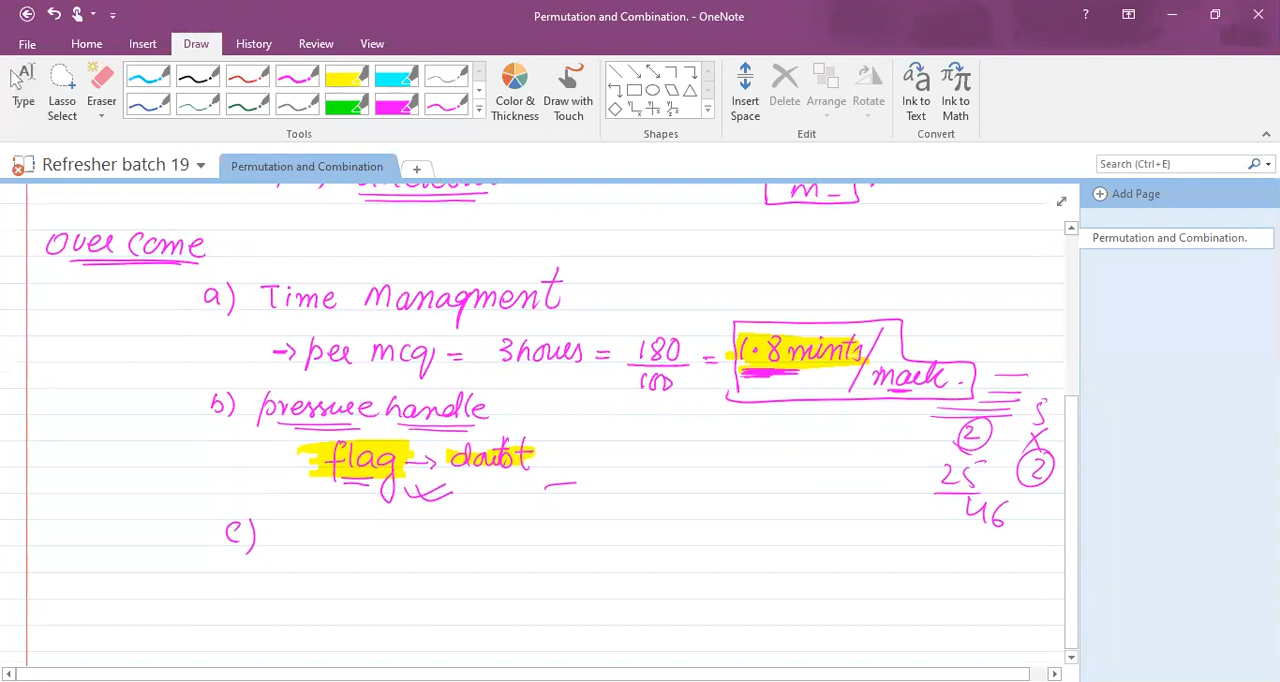 Permutation and Combination. - OneNote
?
File Home Insert Draw History Review View
Type Lasso Select Eraser Color & Thickness Draw with Touch Insert Space Delete Arrange Rotate Ink to Text Ink to Math
Tools Shapes Edit Convert
Refresher batch 19 Permutation and Combination + Search (Ctrl+E)
Add Page
m -
Permutation and Combination.
Over Come
a) Time Managment
→ per mcq = 3 hours = 180/100 = 1.8 mints/mark.
b) pressure handle
flag → doubt
c)
2
25
46
5
×
2